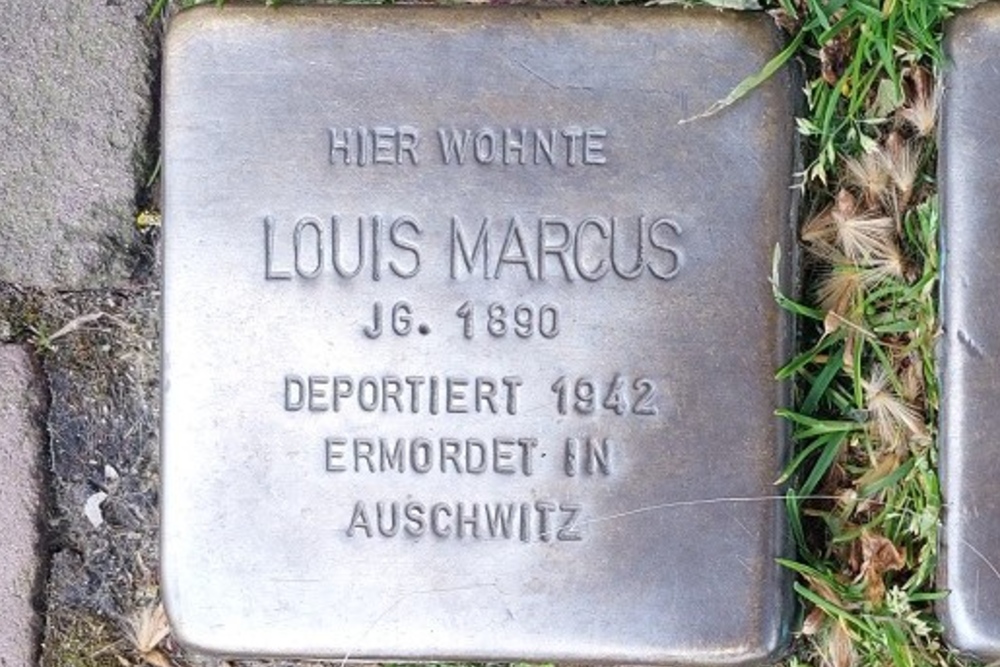 HIER WOHNTE
LOUIS MARCUS
JG. 1890
DEPORTIERT 1942
ERMORDET IN
AUSCHWITZ